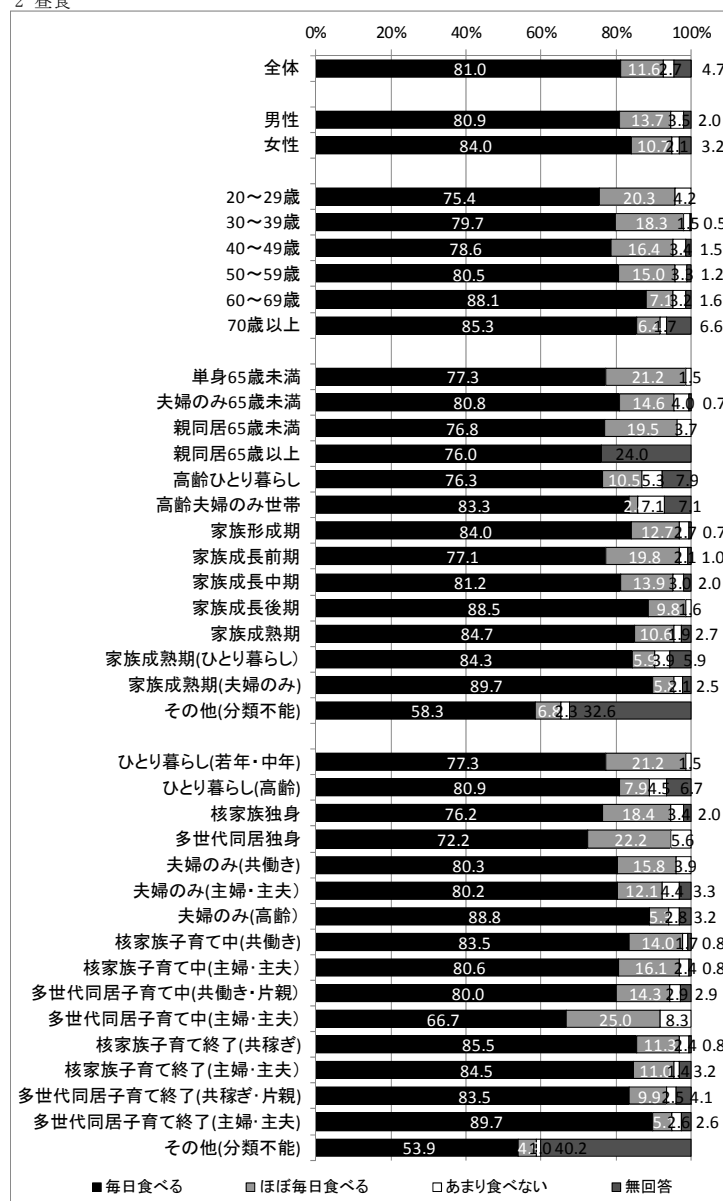 2 昼食
0% 20% 40% 60% 80% 100%
全体 81.0 11.6 2.7 4.7
男性 80.9 13.7 3.5 2.0
女性 84.0 10.7 2.1 3.2
20～29歳 75.4 20.3 4.2
30～39歳 79.7 18.3 1.5 0.5
40～49歳 78.6 16.4 3.4 1.5
50～59歳 80.5 15.0 3.3 1.2
60～69歳 88.1 7.1 3.2 1.6
70歳以上 85.3 6.4 1.7 6.6
単身65歳未満 77.3 21.2 1.5
夫婦のみ65歳未満 80.8 14.6 4.0 0.7
親同居65歳未満 76.8 19.5 3.7
親同居65歳以上 76.0 24.0
高齢ひとり暮らし 76.3 10.5 5.3 7.9
高齢夫婦のみ世帯 83.3 7.1 7.1
家族形成期 84.0 12.7 2.7 0.7
家族成長前期 77.1 19.8 2.1 1.0
家族成長中期 81.2 13.9 3.0 2.0
家族成長後期 88.5 9.8 1.6
家族成熟期 84.7 10.6 1.9 2.7
家族成熟期(ひとり暮らし) 84.3 5.9 3.9 5.9
家族成熟期(夫婦のみ) 89.7 5.8 2.1 2.5
その他(分類不能) 58.3 6.8 2.3 32.6
ひとり暮らし(若年・中年) 77.3 21.2 1.5
ひとり暮らし(高齢) 80.9 7.9 4.5 6.7
核家族独身 76.2 18.4 3.4 2.0
多世代同居独身 72.2 22.2 5.6
夫婦のみ(共働き) 80.3 15.8 3.9
夫婦のみ(主婦・主夫) 80.2 12.1 4.4 3.3
夫婦のみ(高齢) 88.8 5.2 2.8 3.2
核家族子育て中(共働き) 83.5 14.0 1.7 0.8
核家族子育て中(主婦・主夫) 80.6 16.1 2.4 0.8
多世代同居子育て中(共働き・片親) 80.0 14.3 2.9 2.9
多世代同居子育て中(主婦・主夫) 66.7 25.0 8.3
核家族子育て終了(共稼ぎ) 85.5 11.3 2.4 0.8
核家族子育て終了(主婦・主夫) 84.5 11.0 1.4 3.2
多世代同居子育て終了(共稼ぎ・片親) 83.5 9.9 2.5 4.1
多世代同居子育て終了(主婦・主夫) 89.7 5.2 2.6 2.6
その他(分類不能) 53.9 4.9 1.0 40.2
■毎日食べる ■ほぼ毎日食べる □あまり食べない ■無回答